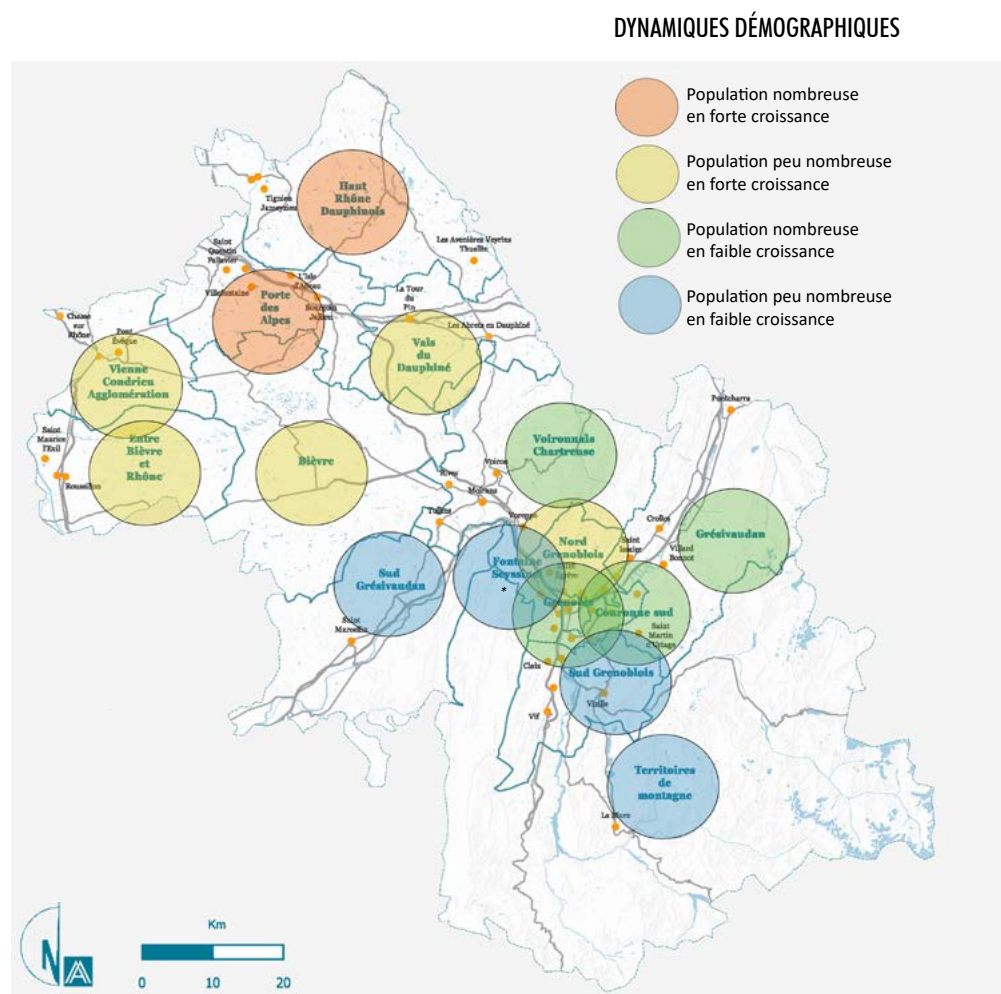 DYNAMIQUES DÉMOGRAPHIQUES
Population nombreuse
en forte croissance
Population peu nombreuse
en forte croissance
Population nombreuse
en faible croissance
Population peu nombreuse
en faible croissance
Haut
Rhône
Dauphinois
Tignieu
Jameyzieu
Saint
Quentin
Fallavier
Les Avenières Veyrins
Thuellin
L'Isle
d'Abeau
Villefontaine
Porte
des
Alpes
Bourgoin
Jallieu
La Tour
du
Pin
Chasse
sur
Rhône
Pont
Évêque
Les Abrets en Dauphiné
Vals
du
Dauphiné
Vienne
Condrieu
Agglomération
Pontcharra
Saint
Maurice
l'Exil
Entre
Bièvre
et
Rhône
Roussillon
Bièvre
Voironnais
Chartreuse
Voiron
Rives
Moirans
Tullins
Voreppe
Crolles
Grésivaudan
Nord
Grenoblois
Saint
Ismier
Villard
Bonnot
Fontaine
Seyssin
*
Sud
Grésivaudan
Grenoble
Couronne sud
Saint
Marcellin
Saint
Martin
d'Uriage
Claix
Sud Grenoblois
Vizille
Vif
Territoires
de
montagne
La Mure
Km
N
0 10 20